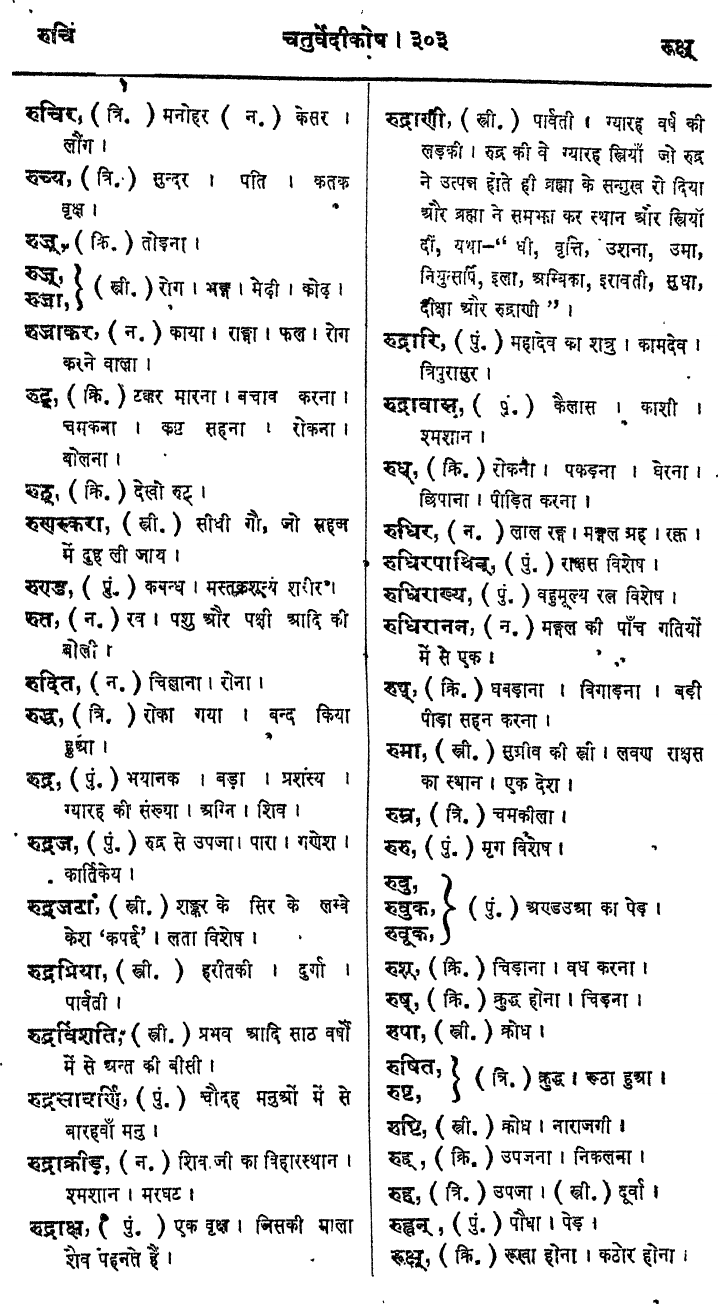 रुचिं
चतुर्वेदीकोष । ३०३
रूक्ष्
रुचिर, ( त्रि. ) मनोहर ( न. ) केसर ।
लौंग ।
रुच्य, ( त्रि. ) सुन्दर । पति । कतक
वृक्ष ।
रुज्, ( क्रि. ) तोड़ना ।
रुज्,
रुजा, } ( स्त्री. ) रोग । भङ्ग । मेदी । कोढ़ ।
रुजाकर, ( न. ) काया । राङ्गा । फल । रोग
करने वाला ।
रुट्, ( क्रि. ) टक्कर मारना । बचाव करना ।
चमकना । कष्ट सहना । रोकना ।
बोलना ।
रुठ्, ( क्रि. ) देखो रुट् ।
रुणस्करा, ( स्त्री. ) सीधी गौ, जो सहज
में दुह ली जाय ।
रुण्ड, ( पुं. ) कबन्ध । मस्तकशून्य शरीर ।
रुत, ( न. ) रव । पशु और पक्षी आदि की
बोली ।
रुदित, ( न. ) चिल्लाना । रोना ।
रुद्ध, ( त्रि. ) रोका गया । बन्द किया
हुआ ।
रुद्र, ( पुं. ) भयानक । बड़ा । प्रशंस्य ।
ग्यारह की संख्या । अग्नि । शिव ।
रुद्रज, ( पुं. ) रुद्र से उपजा । पारा । गणेश ।
कार्तिकेय ।
रुद्रजटा, ( स्त्री. ) शङ्कर के सिर के लम्बे
केश ‘कपर्द्द’ । लता विशेष ।
रुद्रप्रिया, ( स्त्री. ) हरीतकी । दुर्गा ।
पार्वती ।
रुद्रविंशति, ( स्त्री. ) प्रभव आदि साठ वर्षों
में से अन्त की बीसी ।
रुद्रसावर्णि, ( पुं. ) चौदह मनुओं में से
बारहवाँ मनु ।
रुद्राक्रीड़, ( न. ) शिव जी का विहारस्थान ।
श्मशान । मरघट ।
रुद्राक्ष, ( पुं. ) एक वृक्ष । जिसकी माला
शैव पहनते हैं ।
रुद्राणी, ( स्त्री. ) पार्वती । ग्यारह वर्ष की
लड़की । रुद्र की वे ग्यारह स्त्रियाँ जो रुद्र
ने उत्पन्न होते ही ब्रह्मा के सन्मुख रो दिया
और ब्रह्मा ने समझा कर स्थान और स्त्रियाँ
दीं, यथा—“ धी, वृत्ति, उशना, उमा,
नियुत्सर्पि, इला, अम्बिका, इरावती, सुधा,
दीक्षा और रुद्राणी ” ।
रुद्रारि, ( पुं. ) महादेव का शत्रु । कामदेव ।
त्रिपुरासुर ।
रुद्रावास, ( पुं. ) कैलास । काशी ।
श्मशान ।
रुध्, ( क्रि. ) रोकना । पकड़ना । घेरना ।
छिपाना । पीड़ित करना ।
रुधिर, ( न. ) लाल रङ्ग । मङ्गल ग्रह । रक्त ।
रुधिरपायिन्, ( पुं. ) राक्षस विशेष ।
रुधिराख्य, ( पुं. ) बहुमूल्य रत्न विशेष ।
रुधिरानन, ( न. ) मङ्गल की पाँच गतियों
में से एक ।
रुप्, ( क्रि. ) घबड़ाना । बिगाड़ना । बड़ी
पीड़ा सहन करना ।
रुमा, ( स्त्री. ) सुग्रीव की स्त्री । लवण राक्षस
का स्थान । एक देश ।
रुम्र, ( त्रि. ) चमकीला ।
रुरु, ( पुं. ) मृग विशेष ।
रुवु,
रुवुक, } ( पुं. ) अण्डउआ का पेड़ ।
रुवूक,
रुश्, ( क्रि. ) चिड़ाना । वध करना ।
रुष्, ( क्रि. ) क्रुद्ध होना । चिड़ना ।
रुषा, ( स्त्री. ) क्रोध ।
रुषित,
रुष्ट, } ( त्रि. ) क्रुद्ध । रूठा हुआ ।
रुष्टि, ( स्त्री. ) क्रोध । नाराजगी ।
रुह्, ( क्रि. ) उपजना । निकलना ।
रुह, ( त्रि. ) उपजा । ( स्त्री. ) दूर्वा ।
रुह्वन्, ( पुं. ) पौधा । पेड़ ।
रूक्ष्, ( क्रि. ) रूखा होना । कठोर होना ।